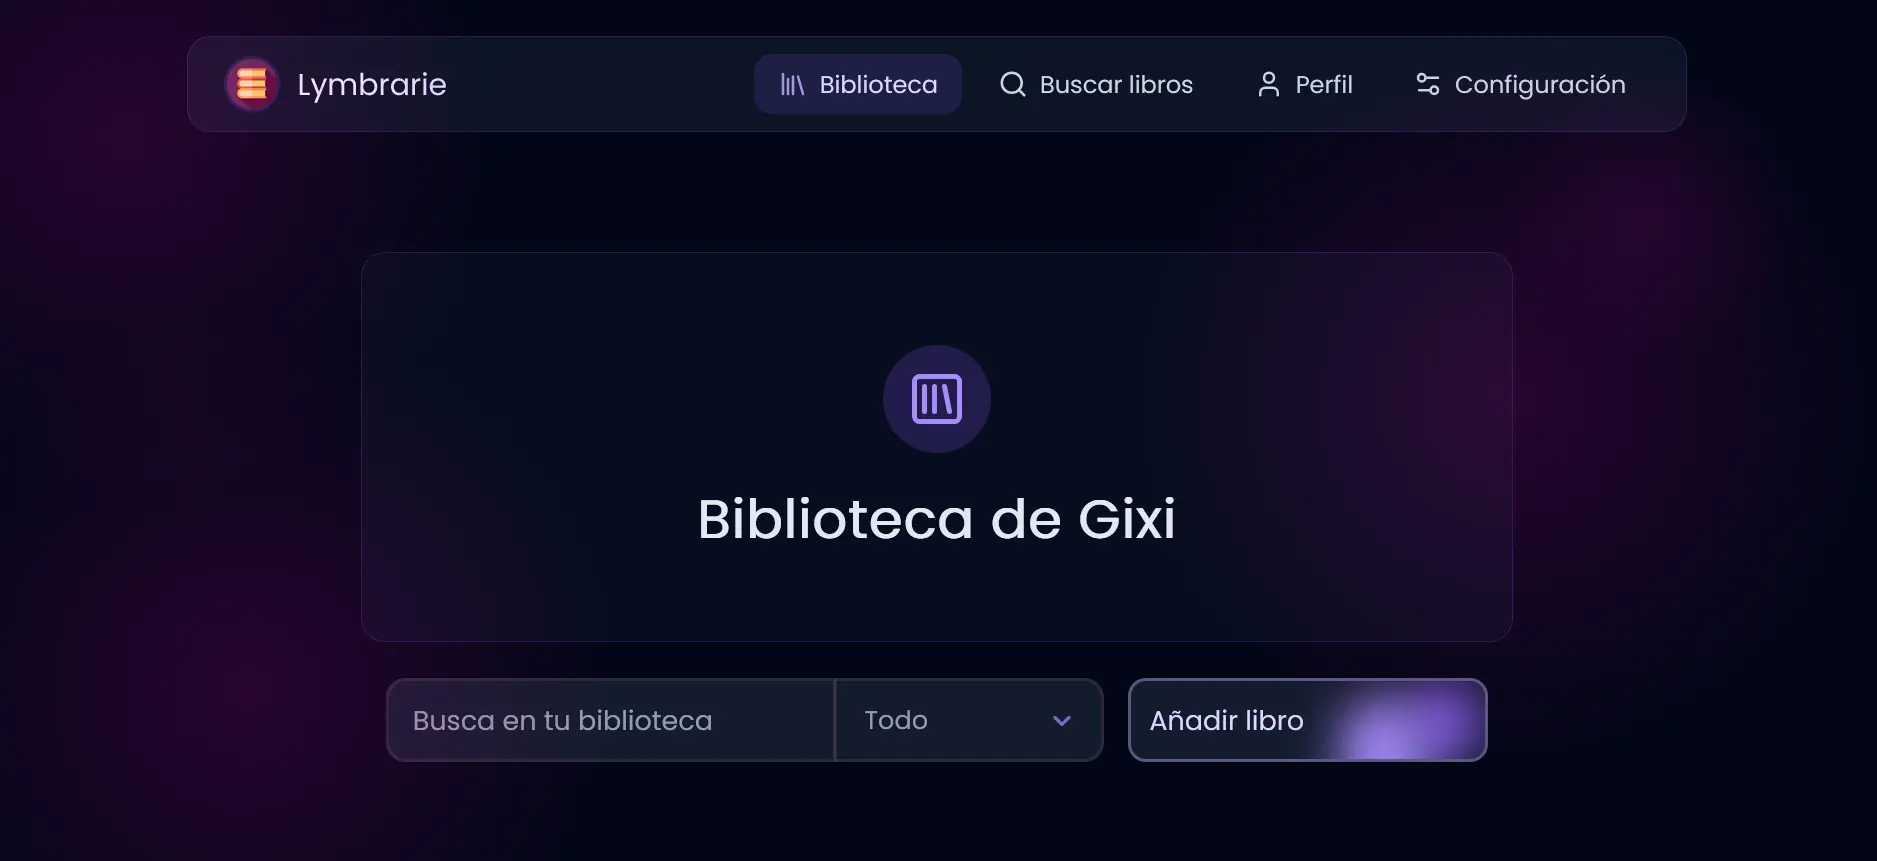 Lymbrarie
Biblioteca
Buscar libros
Perfil
Configuración
Biblioteca de Gixi
Busca en tu biblioteca
Todo
Añadir libro